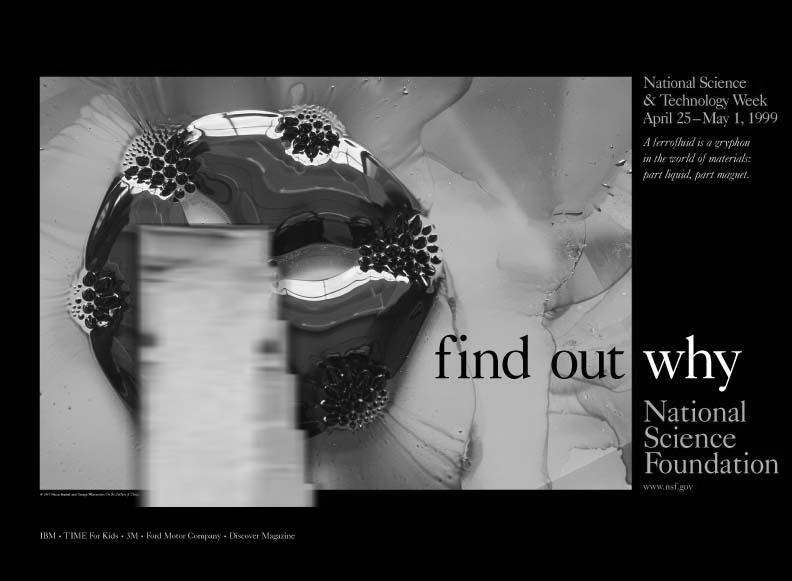 National Science
& Technology Week
April 25–May 1, 1999
A ferrofluid is a gryphon
in the world of materials:
part liquid, part magnet.
find out why
National
Science
Foundation
www.nsf.gov
IBM • TIME For Kids • 3M • Ford Motor Company • Discover Magazine